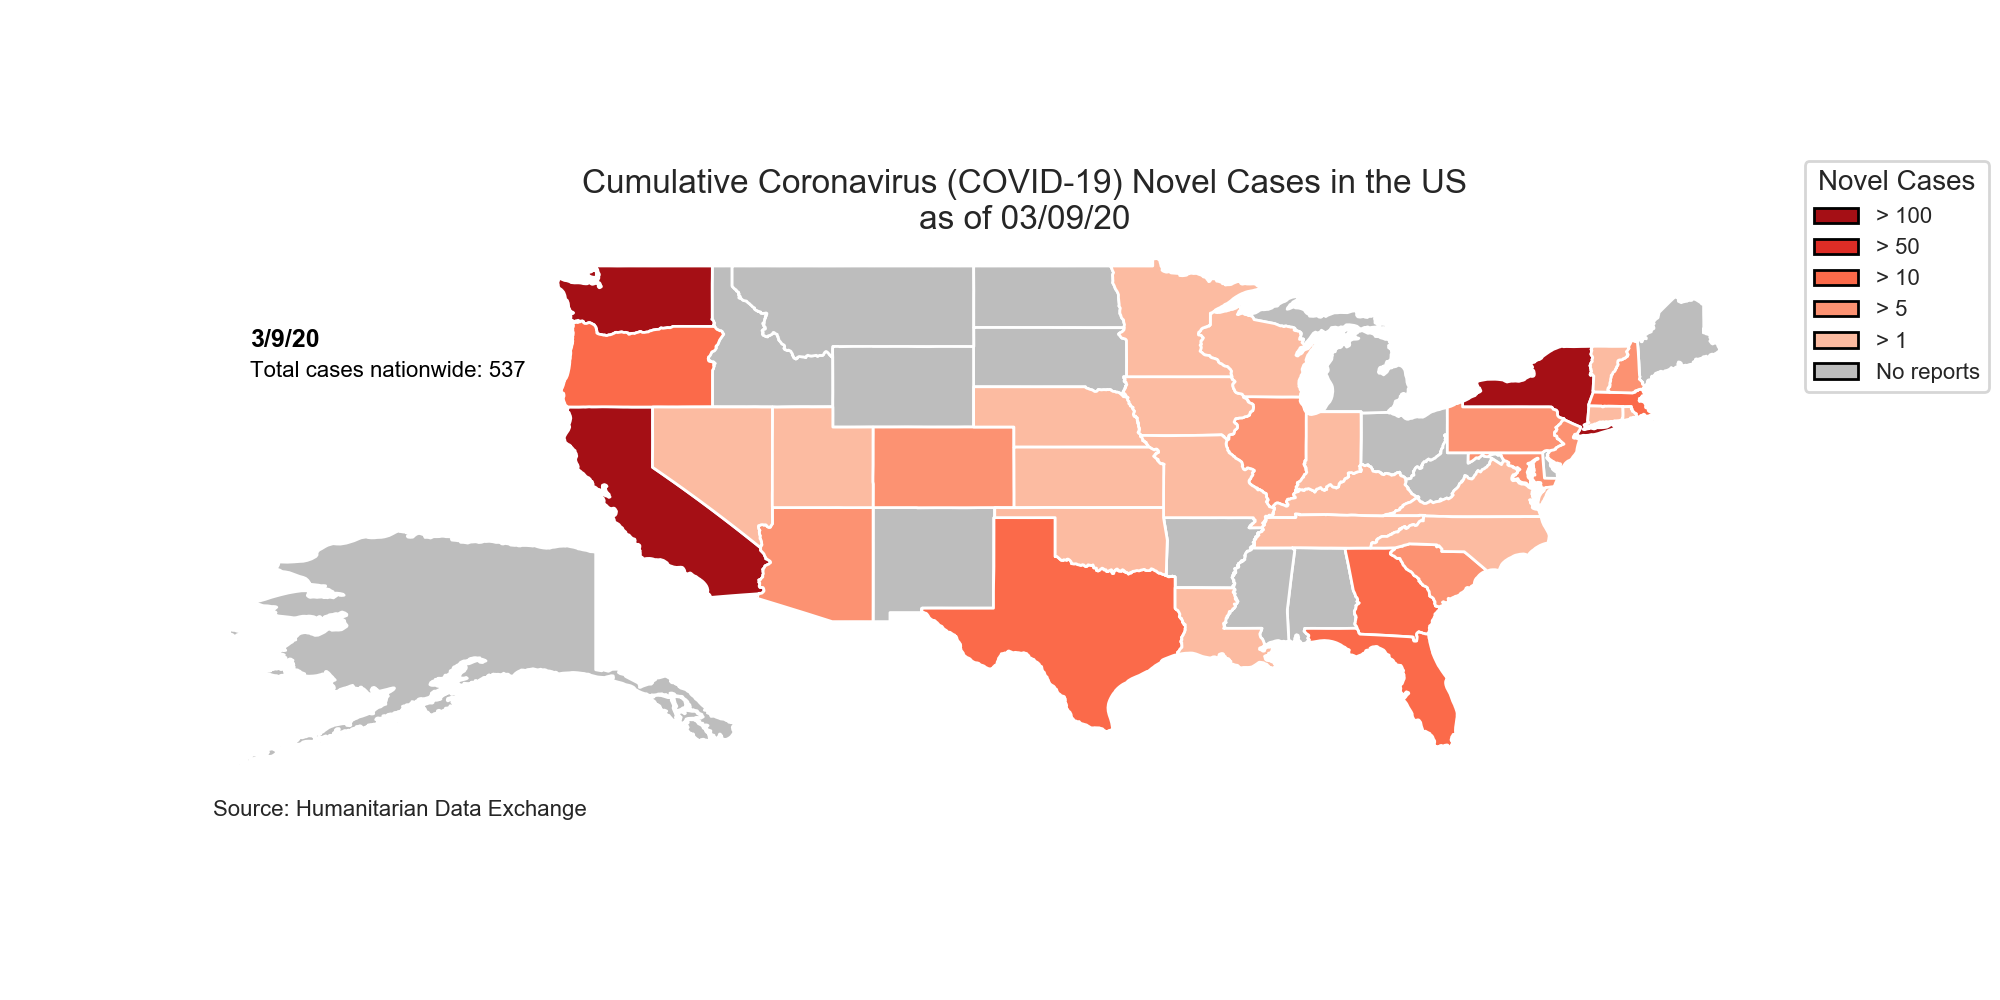 Cumulative Coronavirus (COVID-19) Novel Cases in the US
as of 03/09/20
Novel Cases
> 100
> 50
> 10
> 5
> 1
No reports
3/9/20
Total cases nationwide: 537
Source: Humanitarian Data Exchange